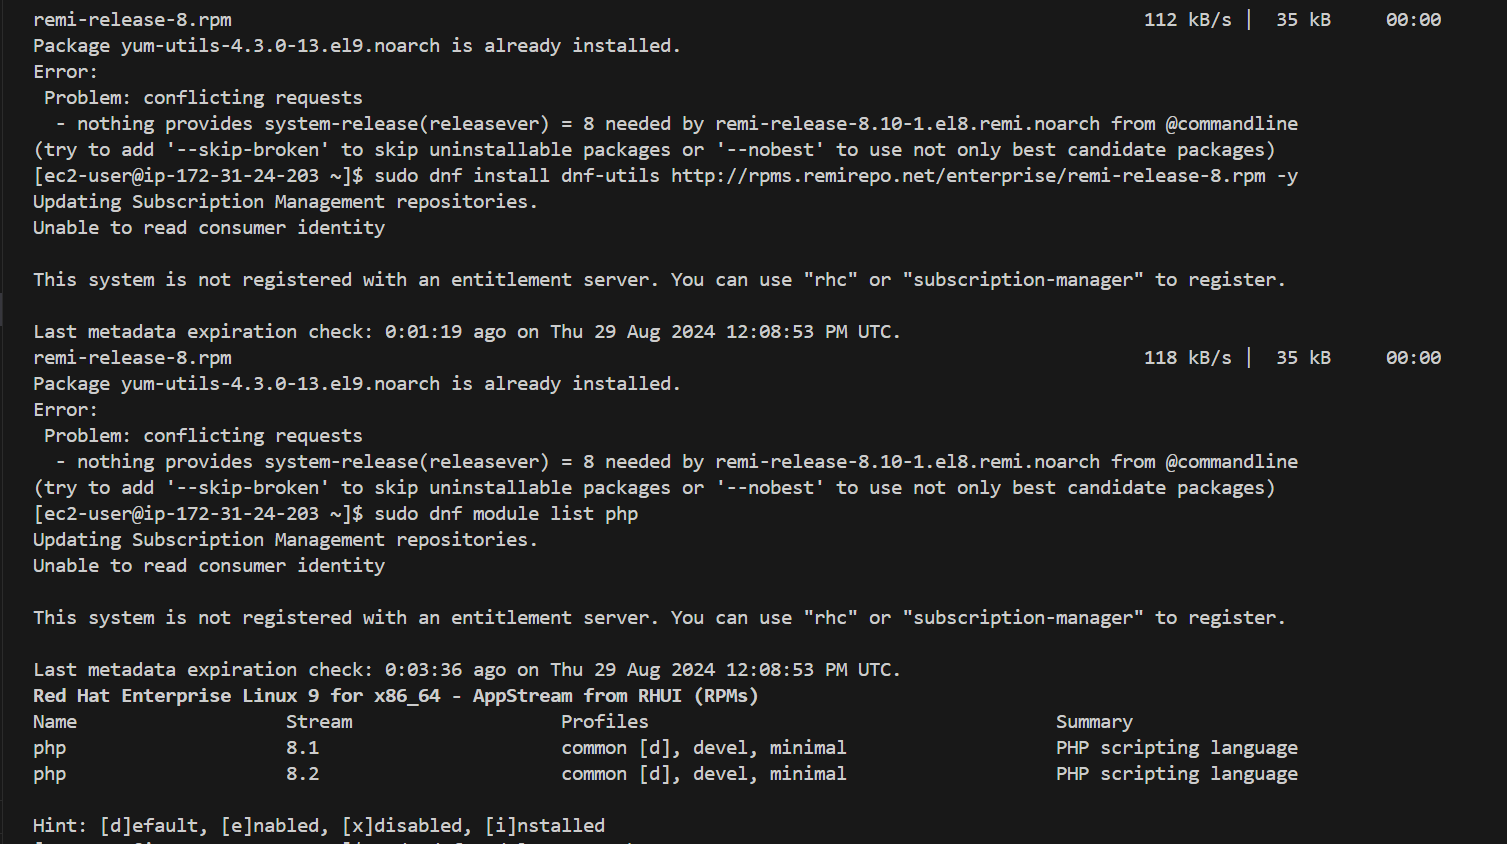 remi-release-8.rpm 112 kB/s | 35 kB 00:00
Package yum-utils-4.3.0-13.el9.noarch is already installed.
Error:
Problem: conflicting requests
- nothing provides system-release(releasever) = 8 needed by remi-release-8.10-1.el8.remi.noarch from @commandline
(try to add '--skip-broken' to skip uninstallable packages or '--nobest' to use not only best candidate packages)
[ec2-user@ip-172-31-24-203 ~]$ sudo dnf install dnf-utils http://rpms.remirepo.net/enterprise/remi-release-8.rpm -y
Updating Subscription Management repositories.
Unable to read consumer identity
This system is not registered with an entitlement server. You can use "rhc" or "subscription-manager" to register.
Last metadata expiration check: 0:01:19 ago on Thu 29 Aug 2024 12:08:53 PM UTC.
remi-release-8.rpm 118 kB/s | 35 kB 00:00
Package yum-utils-4.3.0-13.el9.noarch is already installed.
Error:
Problem: conflicting requests
- nothing provides system-release(releasever) = 8 needed by remi-release-8.10-1.el8.remi.noarch from @commandline
(try to add '--skip-broken' to skip uninstallable packages or '--nobest' to use not only best candidate packages)
[ec2-user@ip-172-31-24-203 ~]$ sudo dnf module list php
Updating Subscription Management repositories.
Unable to read consumer identity
This system is not registered with an entitlement server. You can use "rhc" or "subscription-manager" to register.
Last metadata expiration check: 0:03:36 ago on Thu 29 Aug 2024 12:08:53 PM UTC.
Red Hat Enterprise Linux 9 for x86_64 - AppStream from RHUI (RPMs)
Name Stream Profiles Summary
php 8.1 common [d], devel, minimal PHP scripting language
php 8.2 common [d], devel, minimal PHP scripting language
Hint: [d]efault, [e]nabled, [x]disabled, [i]nstalled